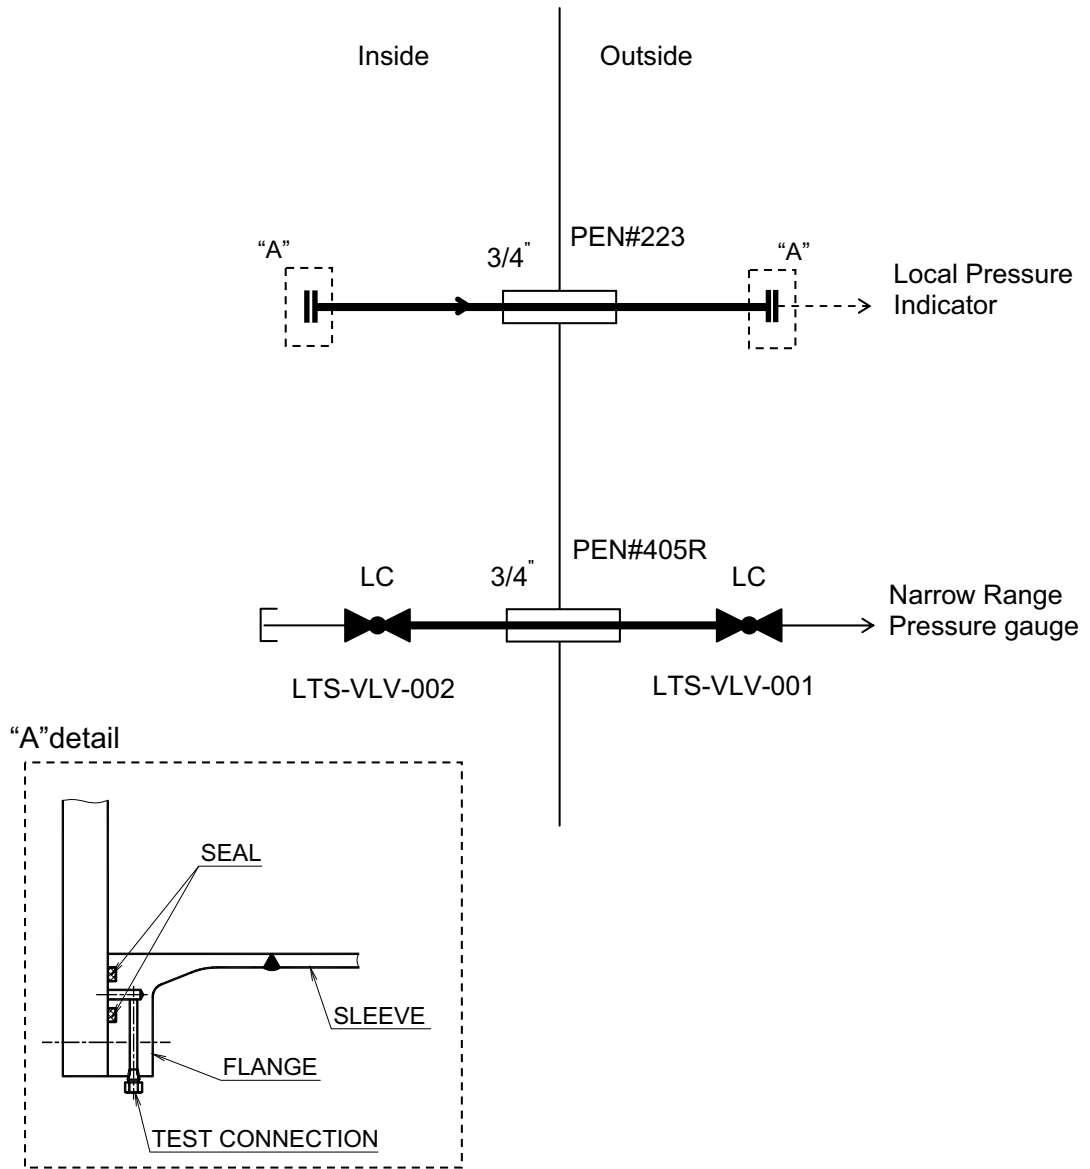 Inside
Outside
PEN#223
3/4"
“A”
“A”
Local Pressure
Indicator
PEN#405R
3/4"
LC
LC
Narrow Range
Pressure gauge
LTS-VLV-002
LTS-VLV-001
“A”detail
SEAL
SLEEVE
FLANGE
TEST CONNECTION